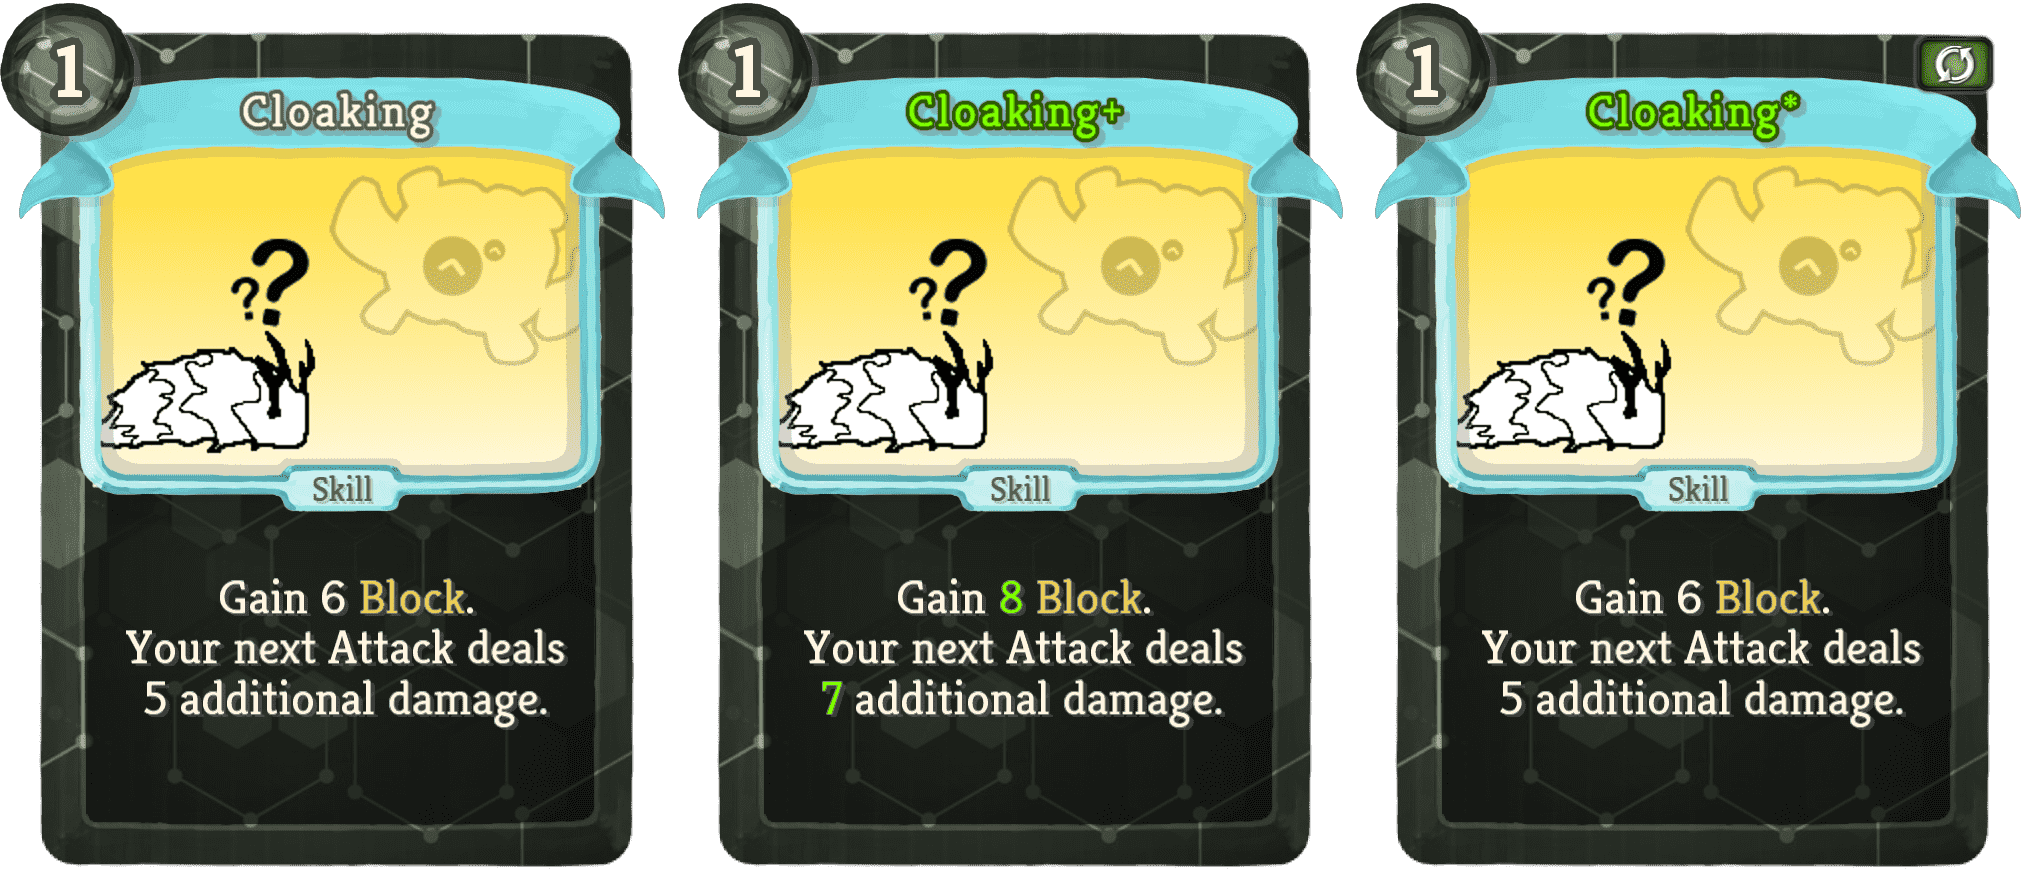 1
Cloaking
??
Skill
Gain 6 Block.
Your next Attack deals
5 additional damage.
1
Cloaking+
??
Skill
Gain 8 Block.
Your next Attack deals
7 additional damage.
1
Cloaking*
??
Skill
Gain 6 Block.
Your next Attack deals
5 additional damage.